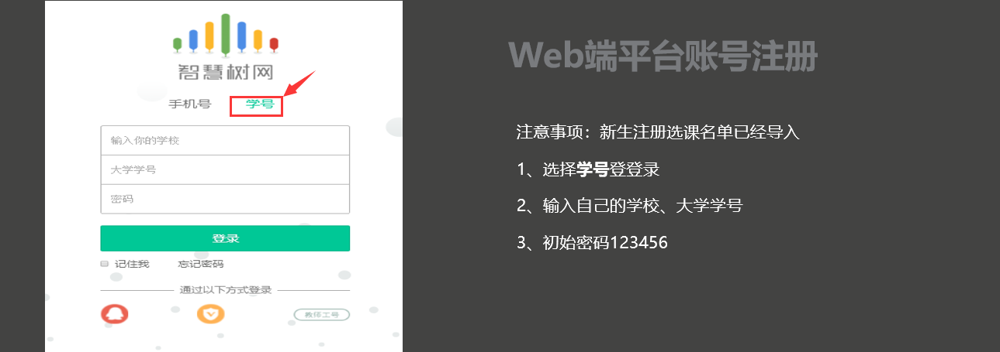 智慧树网
手机号 学号
输入你的学校
大学学号
密码
登录
记住我 忘记密码
通过以下方式登录
教师工号
Web端平台账号注册
注意事项：新生注册选课名单已经导入
1、选择学号登登录
2、输入自己的学校、大学学号
3、初始密码123456